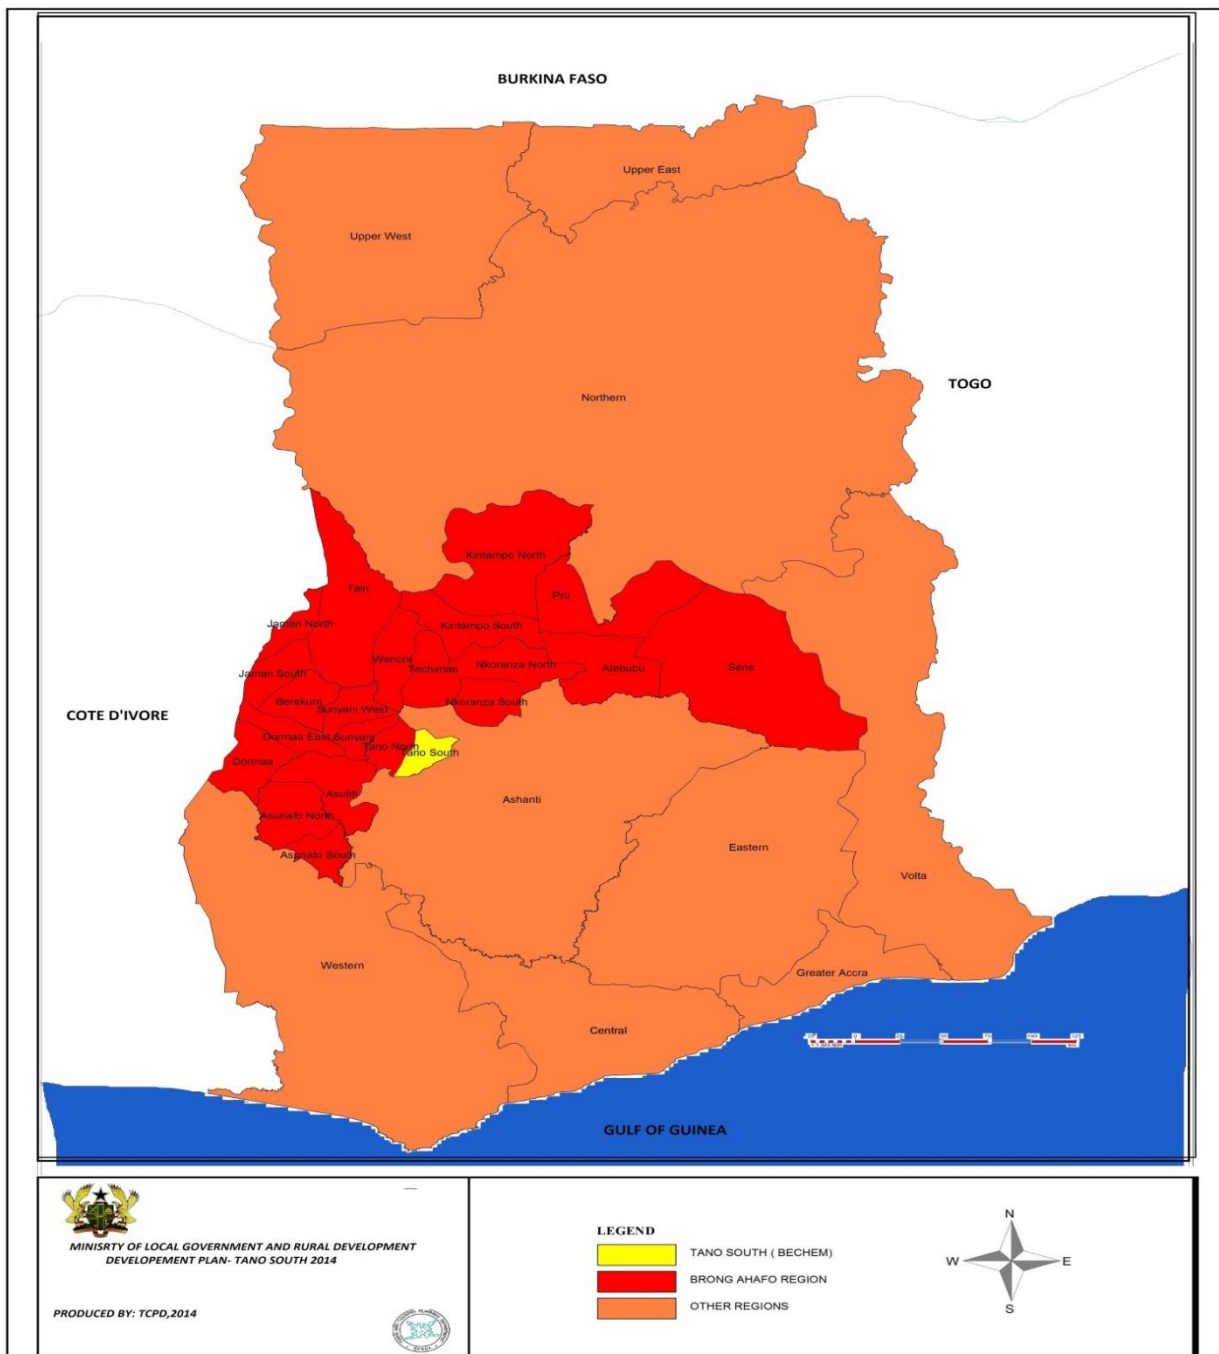 BURKINA FASO
Upper East
Upper West
TOGO
Northern
Kintampo North
Tain
Pru
Jaman North
Kintampo South
Wenchi
Techiman
Nkoranza North
Atebubu
Sene
Jaman South
Berekum
Nkoranza South
Sunyani West
COTE D'IVORE
Dormaa East
Sunyani
Tano North
Tano South
Dormaa
Asutifi
Ashanti
Asunafo North
Eastern
Asunafo South
Volta
Western
Greater Accra
Central
GULF OF GUINEA
MINISRTY OF LOCAL GOVERNMENT AND RURAL DEVELOPMENT
DEVELOPEMENT PLAN- TANO SOUTH 2014
PRODUCED BY: TCPD,2014
LEGEND
TANO SOUTH ( BECHEM)
BRONG AHAFO REGION
OTHER REGIONS
N
W
E
S